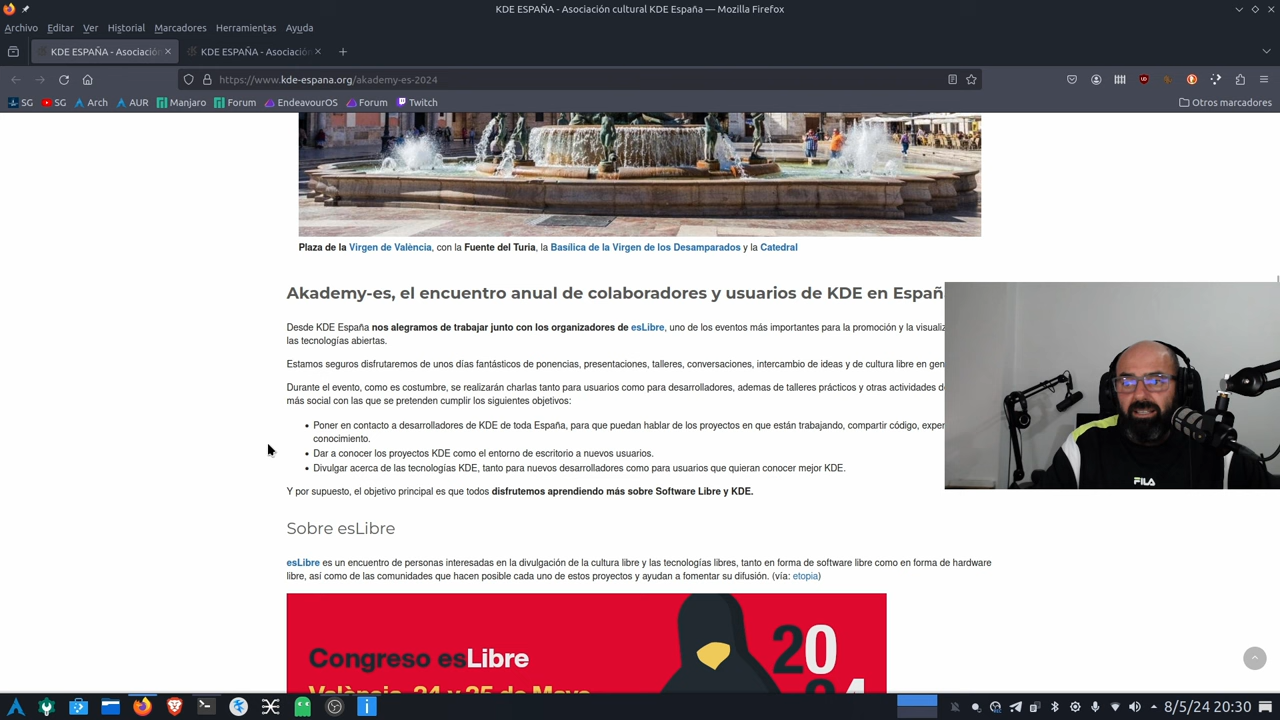 KDE ESPAÑA - Asociación cultural KDE España — Mozilla Firefox
Archivo Editar Ver Historial Marcadores Herramientas Ayuda
KDE ESPAÑA - Asociación
KDE ESPAÑA - Asociación
https://www.kde-espana.org/akademy-es-2024
SG SG Arch AUR Manjaro Forum EndeavourOS Forum Twitch Otros marcadores
Plaza de la Virgen de València, con la Fuente del Turia, la Basílica de la Virgen de los Desamparados y la Catedral
Akademy-es, el encuentro anual de colaboradores y usuarios de KDE en Españ
Desde KDE España nos alegramos de trabajar junto con los organizadores de esLibre, uno de los eventos más importantes para la promoción y la visualiz
las tecnologías abiertas.
Estamos seguros disfrutaremos de unos días fantásticos de ponencias, presentaciones, talleres, conversaciones, intercambio de ideas y de cultura libre en gen
Durante el evento, como es costumbre, se realizarán charlas tanto para usuarios como para desarrolladores, ademas de talleres prácticos y otras actividades de
más social con las que se pretenden cumplir los siguientes objetivos:
• Poner en contacto a desarrolladores de KDE de toda España, para que puedan hablar de los proyectos en que están trabajando, compartir código, exper
conocimiento.
• Dar a conocer los proyectos KDE como el entorno de escritorio a nuevos usuarios.
• Divulgar acerca de las tecnologías KDE, tanto para nuevos desarrolladores como para usuarios que quieran conocer mejor KDE.
Y por supuesto, el objetivo principal es que todos disfrutemos aprendiendo más sobre Software Libre y KDE.
FILA
Sobre esLibre
esLibre es un encuentro de personas interesadas en la divulgación de la cultura libre y las tecnologías libres, tanto en forma de software libre como en forma de hardware
libre, así como de las comunidades que hacen posible cada uno de estos proyectos y ayudan a fomentar su difusión. (vía: etopia)
Congreso esLibre
València, 24 y 25 de Mayo
20
24
8/5/24 20:30